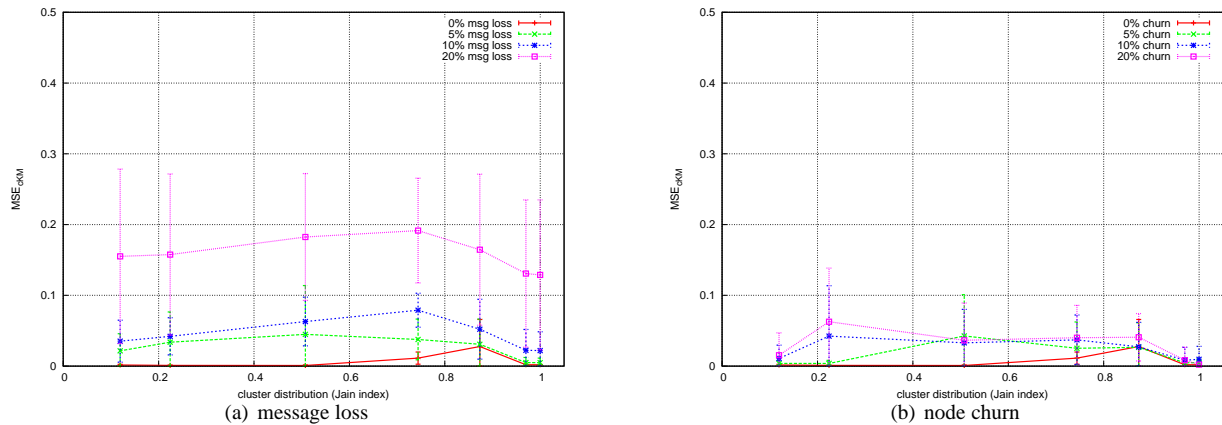 0.5
0.4
0.3
0.2
0.1
0
MSE_dKM
0% msg loss
5% msg loss
10% msg loss
20% msg loss
0 0.2 0.4 0.6 0.8 1
cluster distribution (Jain index)
(a) message loss
0.5
0.4
0.3
0.2
0.1
0
MSE_dKM
0% churn
5% churn
10% churn
20% churn
0 0.2 0.4 0.6 0.8 1
cluster distribution (Jain index)
(b) node churn